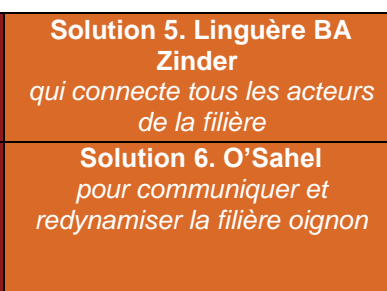 Solution 5. Linguère BA
Zinder
qui connecte tous les acteurs
de la filière
Solution 6. O’Sahel
pour communiquer et
redynamiser la filière oignon